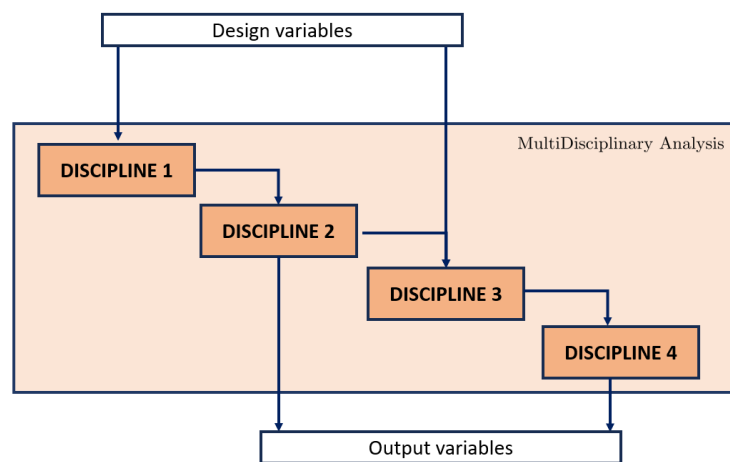 Design variables
MultiDisciplinary Analysis
DISCIPLINE 1
DISCIPLINE 2
DISCIPLINE 3
DISCIPLINE 4
Output variables